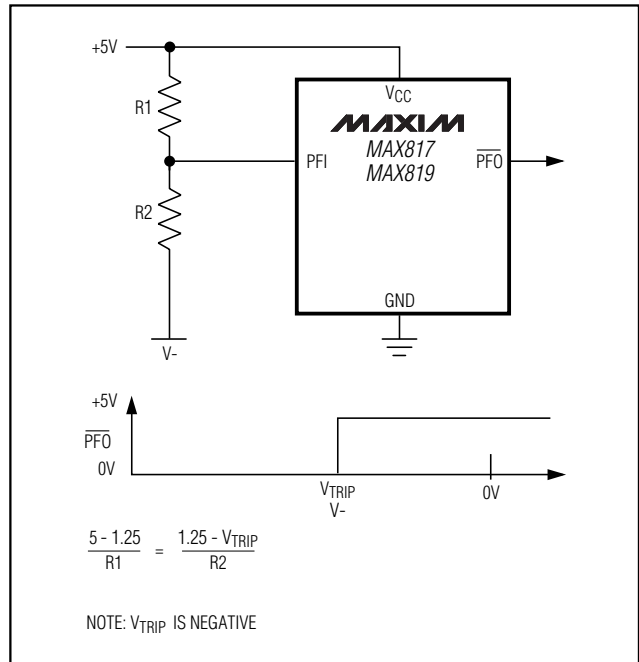 +5V
R1
R2
V-
VCC
MAXIM
MAX817
MAX819
PFI
PFO
GND
+5V
PFO
0V
VTRIP
V-
0V
5 - 1.25
R1
=
1.25 - VTRIP
R2
NOTE: VTRIP IS NEGATIVE